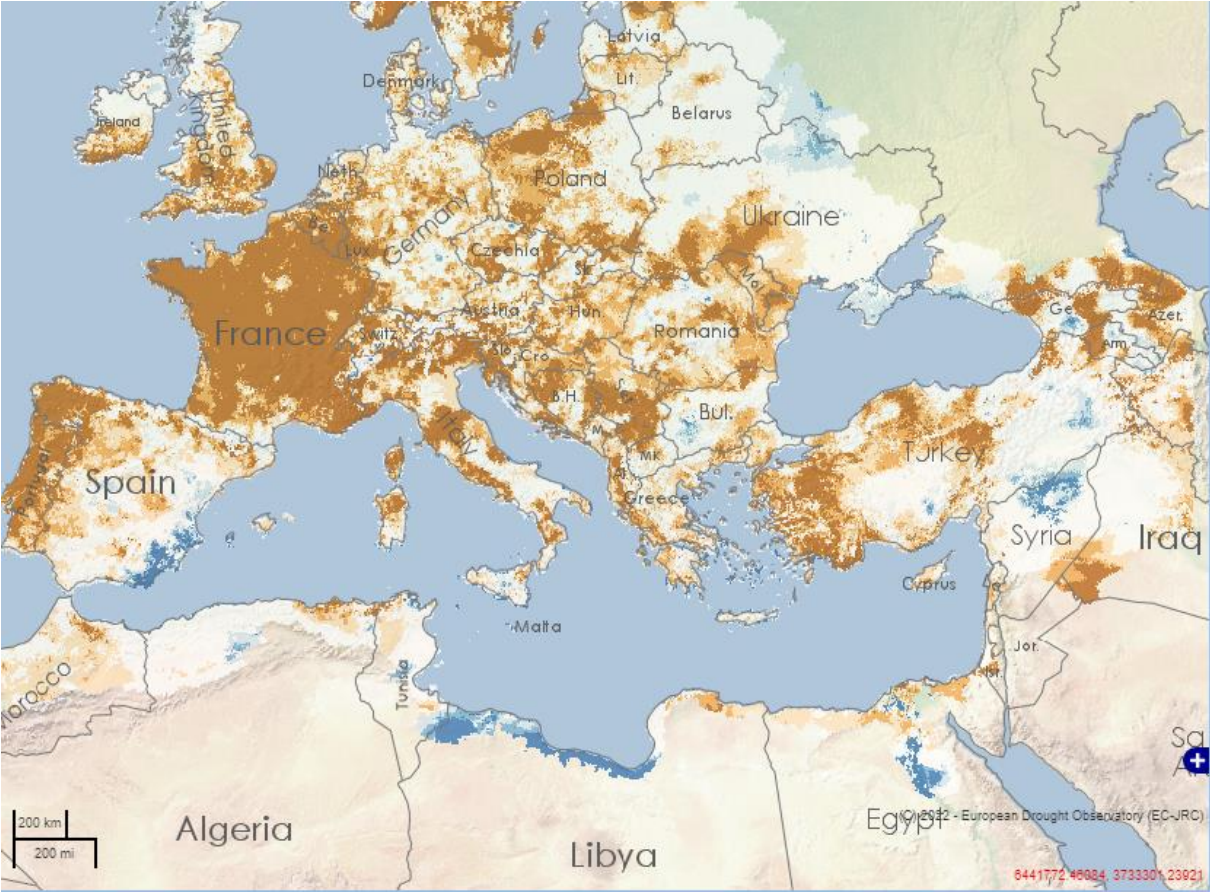 Latvia
Denmark
Lit.
Belarus
Ireland
United
Kingdom
Neth.
Poland
Be.
Germany
Ukraine
Lux.
Czechia
Sk.
Mol.
Austria
Hun.
Ge.
Azer.
France
Switz.
Romania
Slo.
Cro.
Arm.
B.H.
S.
Bul.
M.
Italy
MK
Turkey
Spain
Portugal
Al.
Greece
Syria
Iraq
Cyprus
Malta
Jor.
Isr.
Morocco
Tunisia
Sa.
+
200 km
200 mi
Algeria
Egypt
(C) 2022 - European Drought Observatory (EC-JRC)
Libya
6441772.46084, 3733301.23921